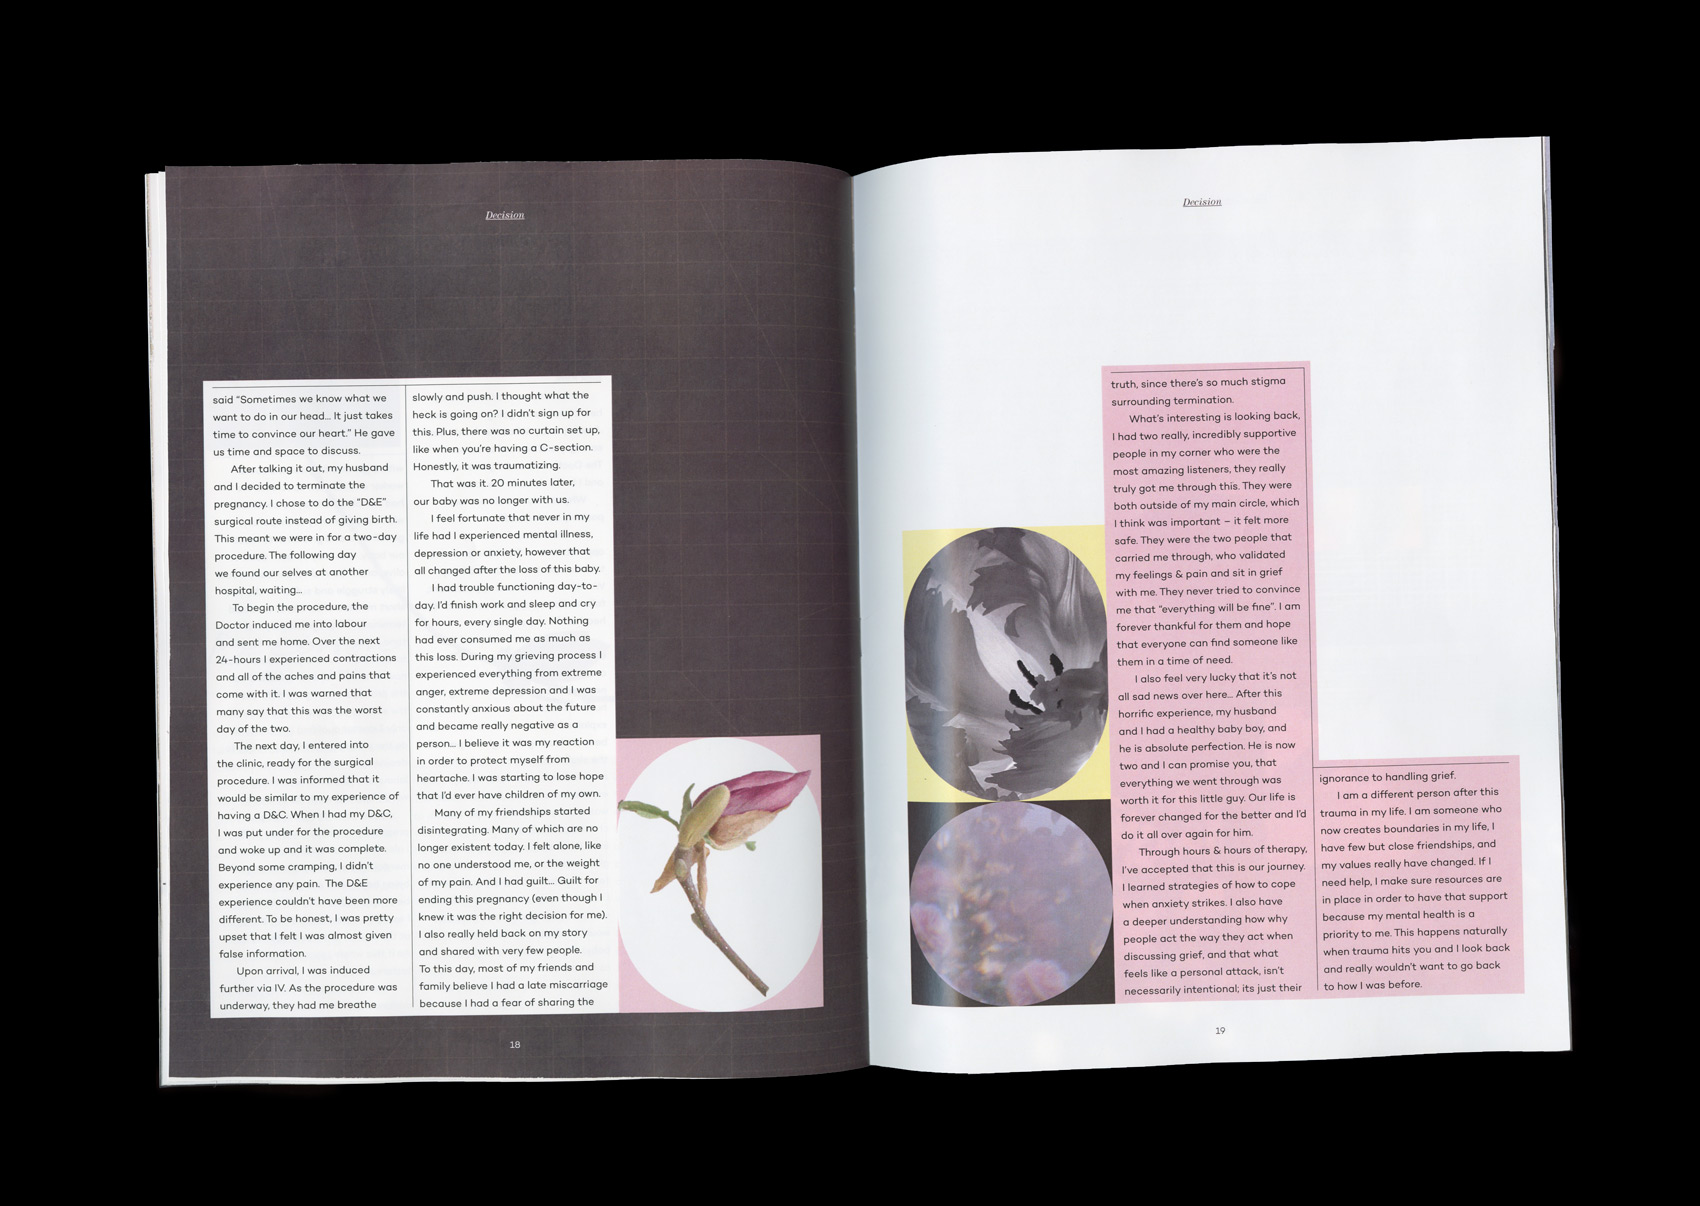 Decision
said “Sometimes we know what we
want to do in our head... It just takes
time to convince our heart.” He gave
us time and space to discuss.
After talking it out, my husband
and I decided to terminate the
pregnancy. I chose to do the “D&E”
surgical route instead of giving birth.
This meant we were in for a two-day
procedure. The following day
we found our selves at another
hospital, waiting...
To begin the procedure, the
Doctor induced me into labour
and sent me home. Over the next
24-hours I experienced contractions
and all of the aches and pains that
come with it. I was warned that
many say that this was the worst
day of the two.
The next day, I entered into
the clinic, ready for the surgical
procedure. I was informed that it
would be similar to my experience of
having a D&C. When I had my D&C,
I was put under for the procedure
and woke up and it was complete.
Beyond some cramping, I didn’t
experience any pain. The D&E
experience couldn’t have been more
different. To be honest, I was pretty
upset that I felt I was almost given
false information.
Upon arrival, I was induced
further via IV. As the procedure was
underway, they had me breathe
slowly and push. I thought what the
heck is going on? I didn’t sign up for
this. Plus, there was no curtain set up,
like when you’re having a C-section.
Honestly, it was traumatizing.
That was it. 20 minutes later,
our baby was no longer with us.
I feel fortunate that never in my
life had I experienced mental illness,
depression or anxiety, however that
all changed after the loss of this baby.
I had trouble functioning day-to-
day. I’d finish work and sleep and cry
for hours, every single day. Nothing
had ever consumed me as much as
this loss. During my grieving process I
experienced everything from extreme
anger, extreme depression and I was
constantly anxious about the future
and became really negative as a
person... I believe it was my reaction
in order to protect myself from
heartache. I was starting to lose hope
that I’d ever have children of my own.
Many of my friendships started
disintegrating. Many of which are no
longer existent today. I felt alone, like
no one understood me, or the weight
of my pain. And I had guilt... Guilt for
ending this pregnancy (even though I
knew it was the right decision for me).
I also really held back on my story
and shared with very few people.
To this day, most of my friends and
family believe I had a late miscarriage
because I had a fear of sharing the
18
Decision
truth, since there’s so much stigma
surrounding termination.
What’s interesting is looking back,
I had two really, incredibly supportive
people in my corner who were the
most amazing listeners, they really
truly got me through this. They were
both outside of my main circle, which
I think was important – it felt more
safe. They were the two people that
carried me through, who validated
my feelings & pain and sit in grief
with me. They never tried to convince
me that “everything will be fine”. I am
forever thankful for them and hope
that everyone can find someone like
them in a time of need.
I also feel very lucky that it’s not
all sad news over here... After this
horrific experience, my husband
and I had a healthy baby boy, and
he is absolute perfection. He is now
two and I can promise you, that
everything we went through was
worth it for this little guy. Our life is
forever changed for the better and I’d
do it all over again for him.
Through hours & hours of therapy,
I’ve accepted that this is our journey.
I learned strategies of how to cope
when anxiety strikes. I also have
a deeper understanding how why
people act the way they act when
discussing grief, and that what
feels like a personal attack, isn’t
necessarily intentional; its just their
ignorance to handling grief.
I am a different person after this
trauma in my life. I am someone who
now creates boundaries in my life, I
have few but close friendships, and
my values really have changed. If I
need help, I make sure resources are
in place in order to have that support
because my mental health is a
priority to me. This happens naturally
when trauma hits you and I look back
and really wouldn’t want to go back
to how I was before.
19